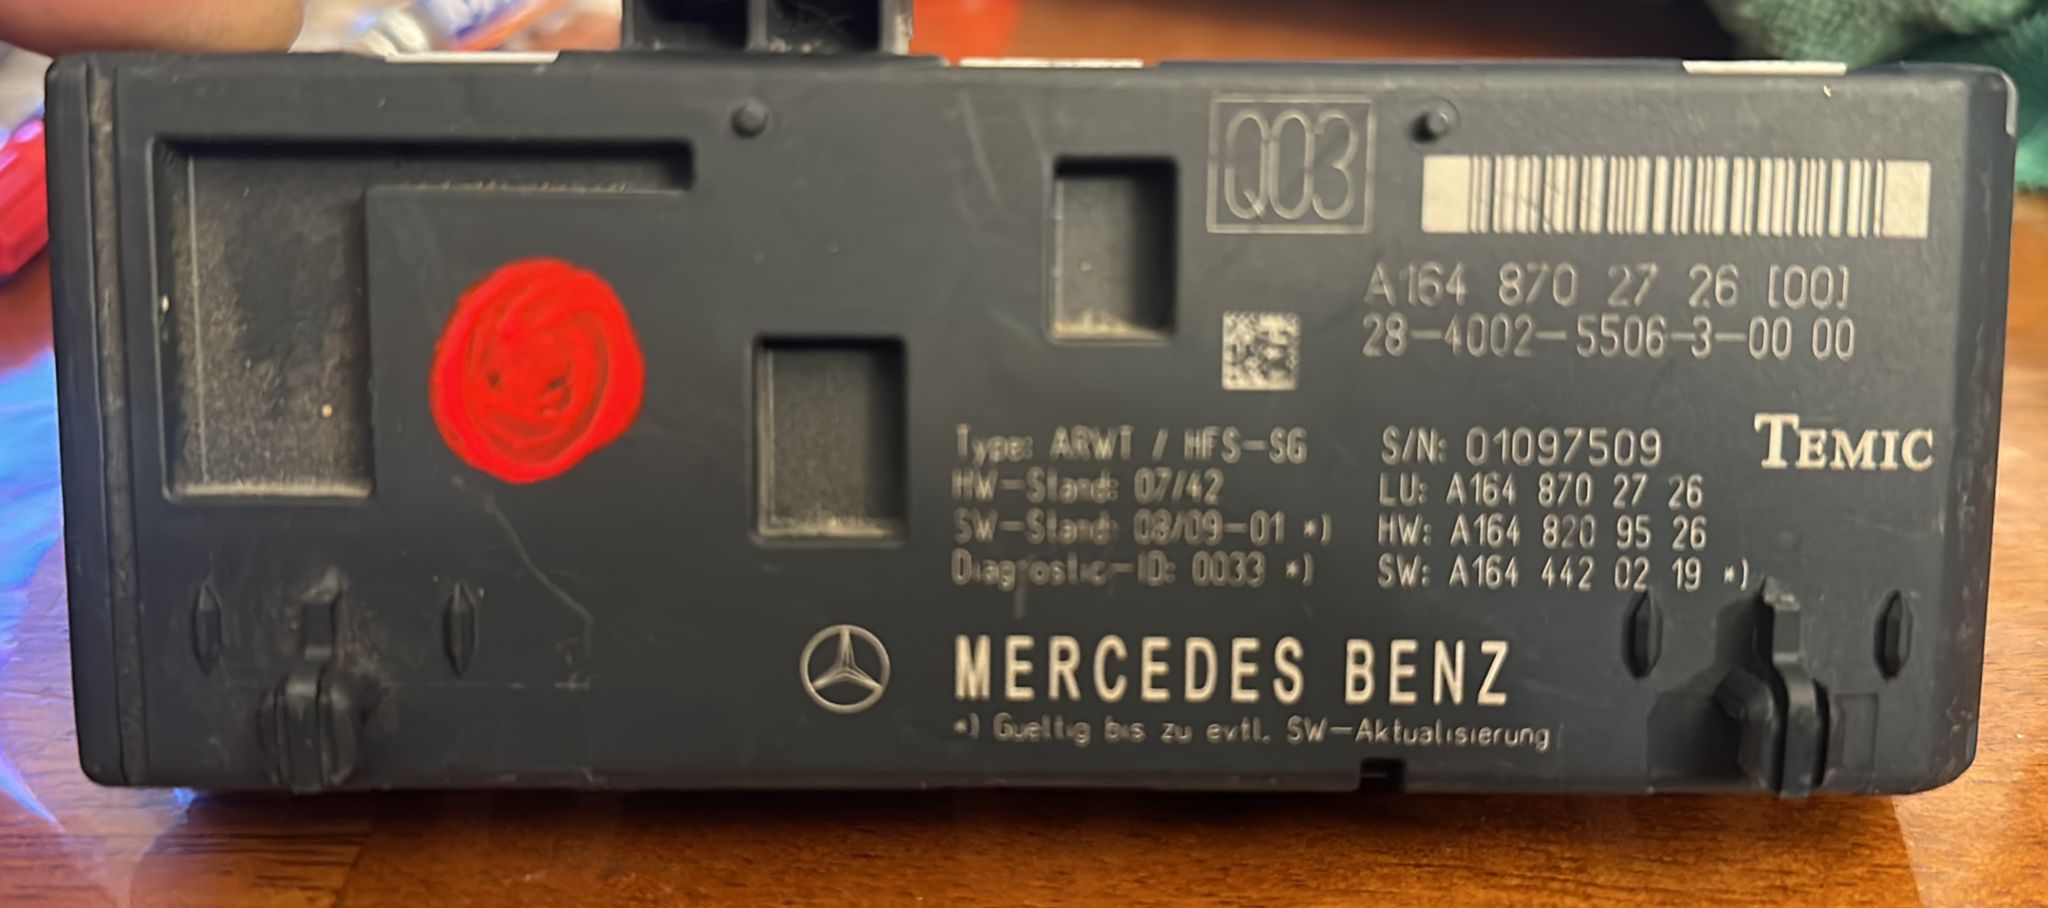 Q03
A164 870 27 26 [00]
28-4002-5506-3-00 00
TEMIC
Type: ARWT / HFS-SG
HW-Stand: 07/42
SW-Stand: 08/09-01 *)
Diagnostic-ID: 0033 *)
S/N: 01097509
LU: A164 870 27 26
HW: A164 820 95 26
SW: A164 442 02 19 *)
MERCEDES BENZ
*) Gueltig bis zu evtl. SW-Aktualisierung